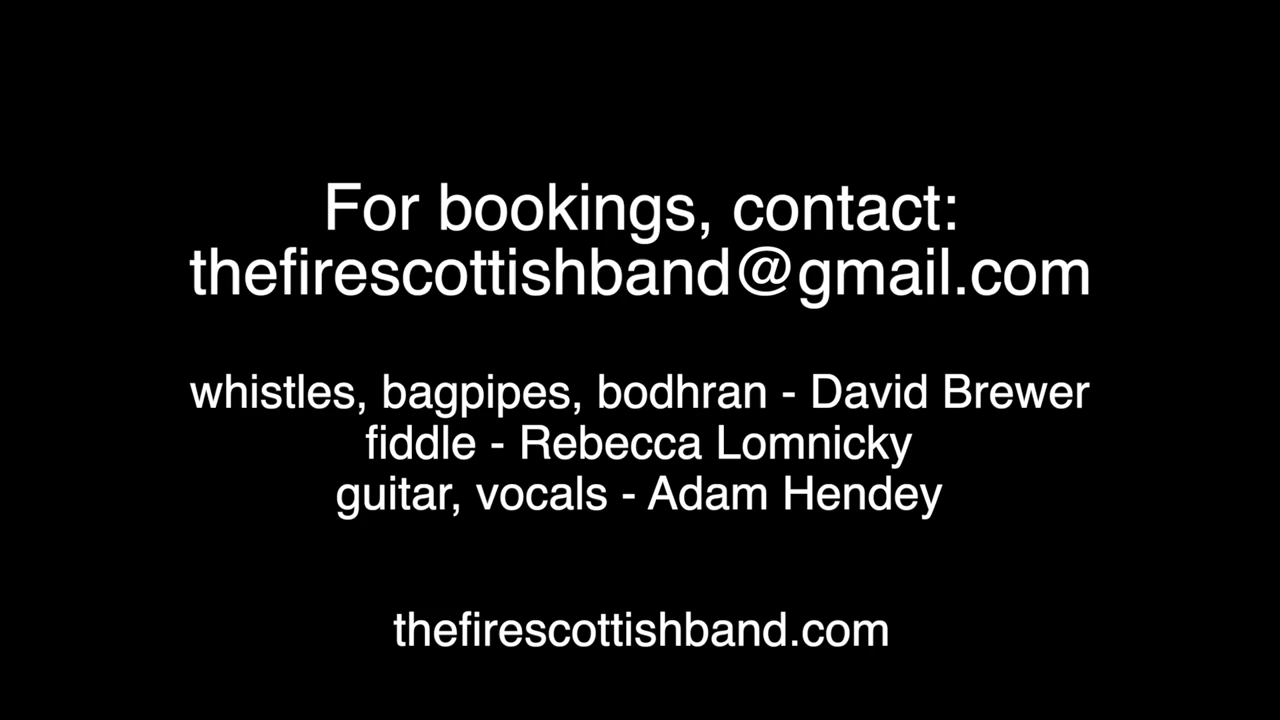 For bookings, contact:
thefirescottishband@gmail.com
whistles, bagpipes, bodhran - David Brewer
fiddle - Rebecca Lomnicky
guitar, vocals - Adam Hendey
thefirescottishband.com